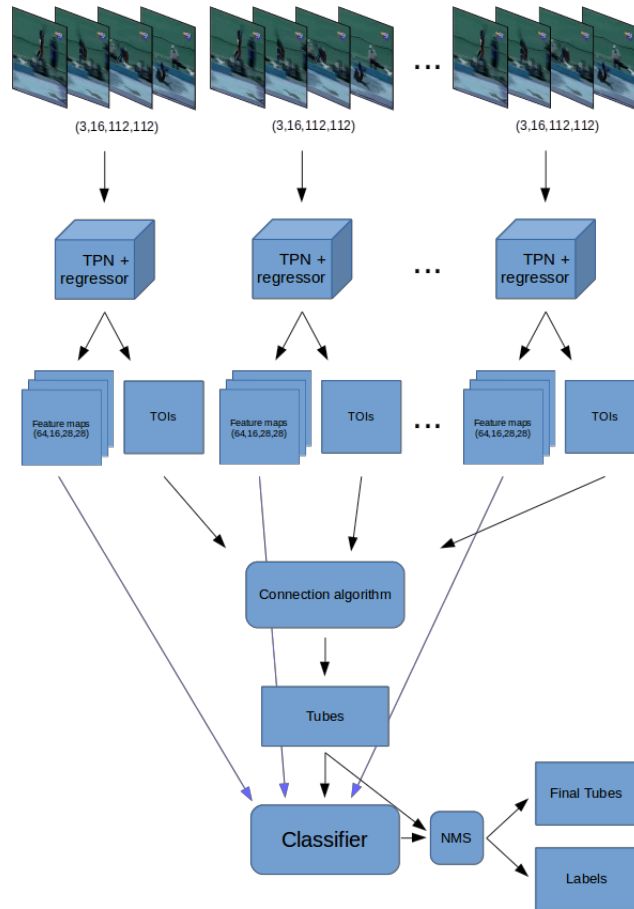 ...
(3,16,112,112)
(3,16,112,112)
(3,16,112,112)
TPN +
regressor
TPN +
regressor
...
TPN +
regressor
Feature maps
(64,16,28,28)
TOIs
Feature maps
(64,16,28,28)
TOIs
...
Feature maps
(64,16,28,28)
TOIs
Connection algorithm
Tubes
Classifier
NMS
Final Tubes
Labels